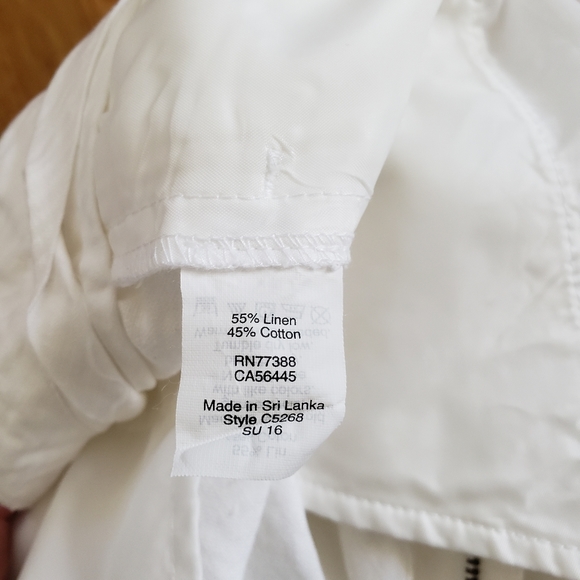 55% Linen
45% Cotton
RN77388
CA56445
Made in Sri Lanka
Style C5268
SU 16